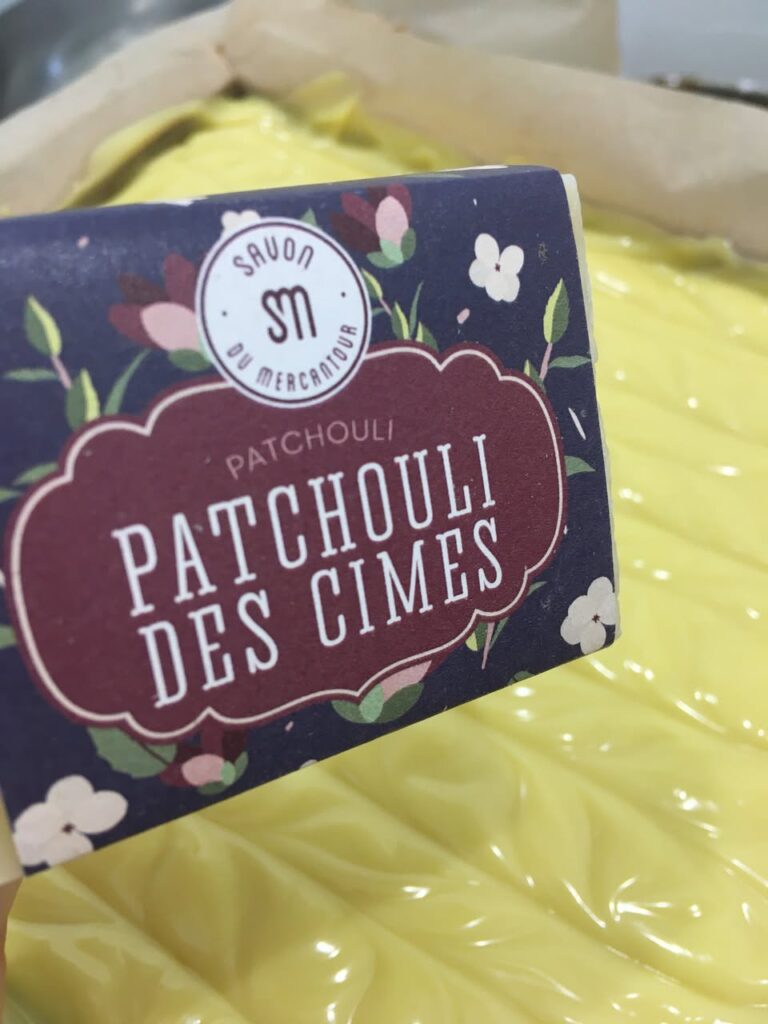 SAVON
SM
DU MERCANTOUR
PATCHOULI
PATCHOULI
DES CIMES